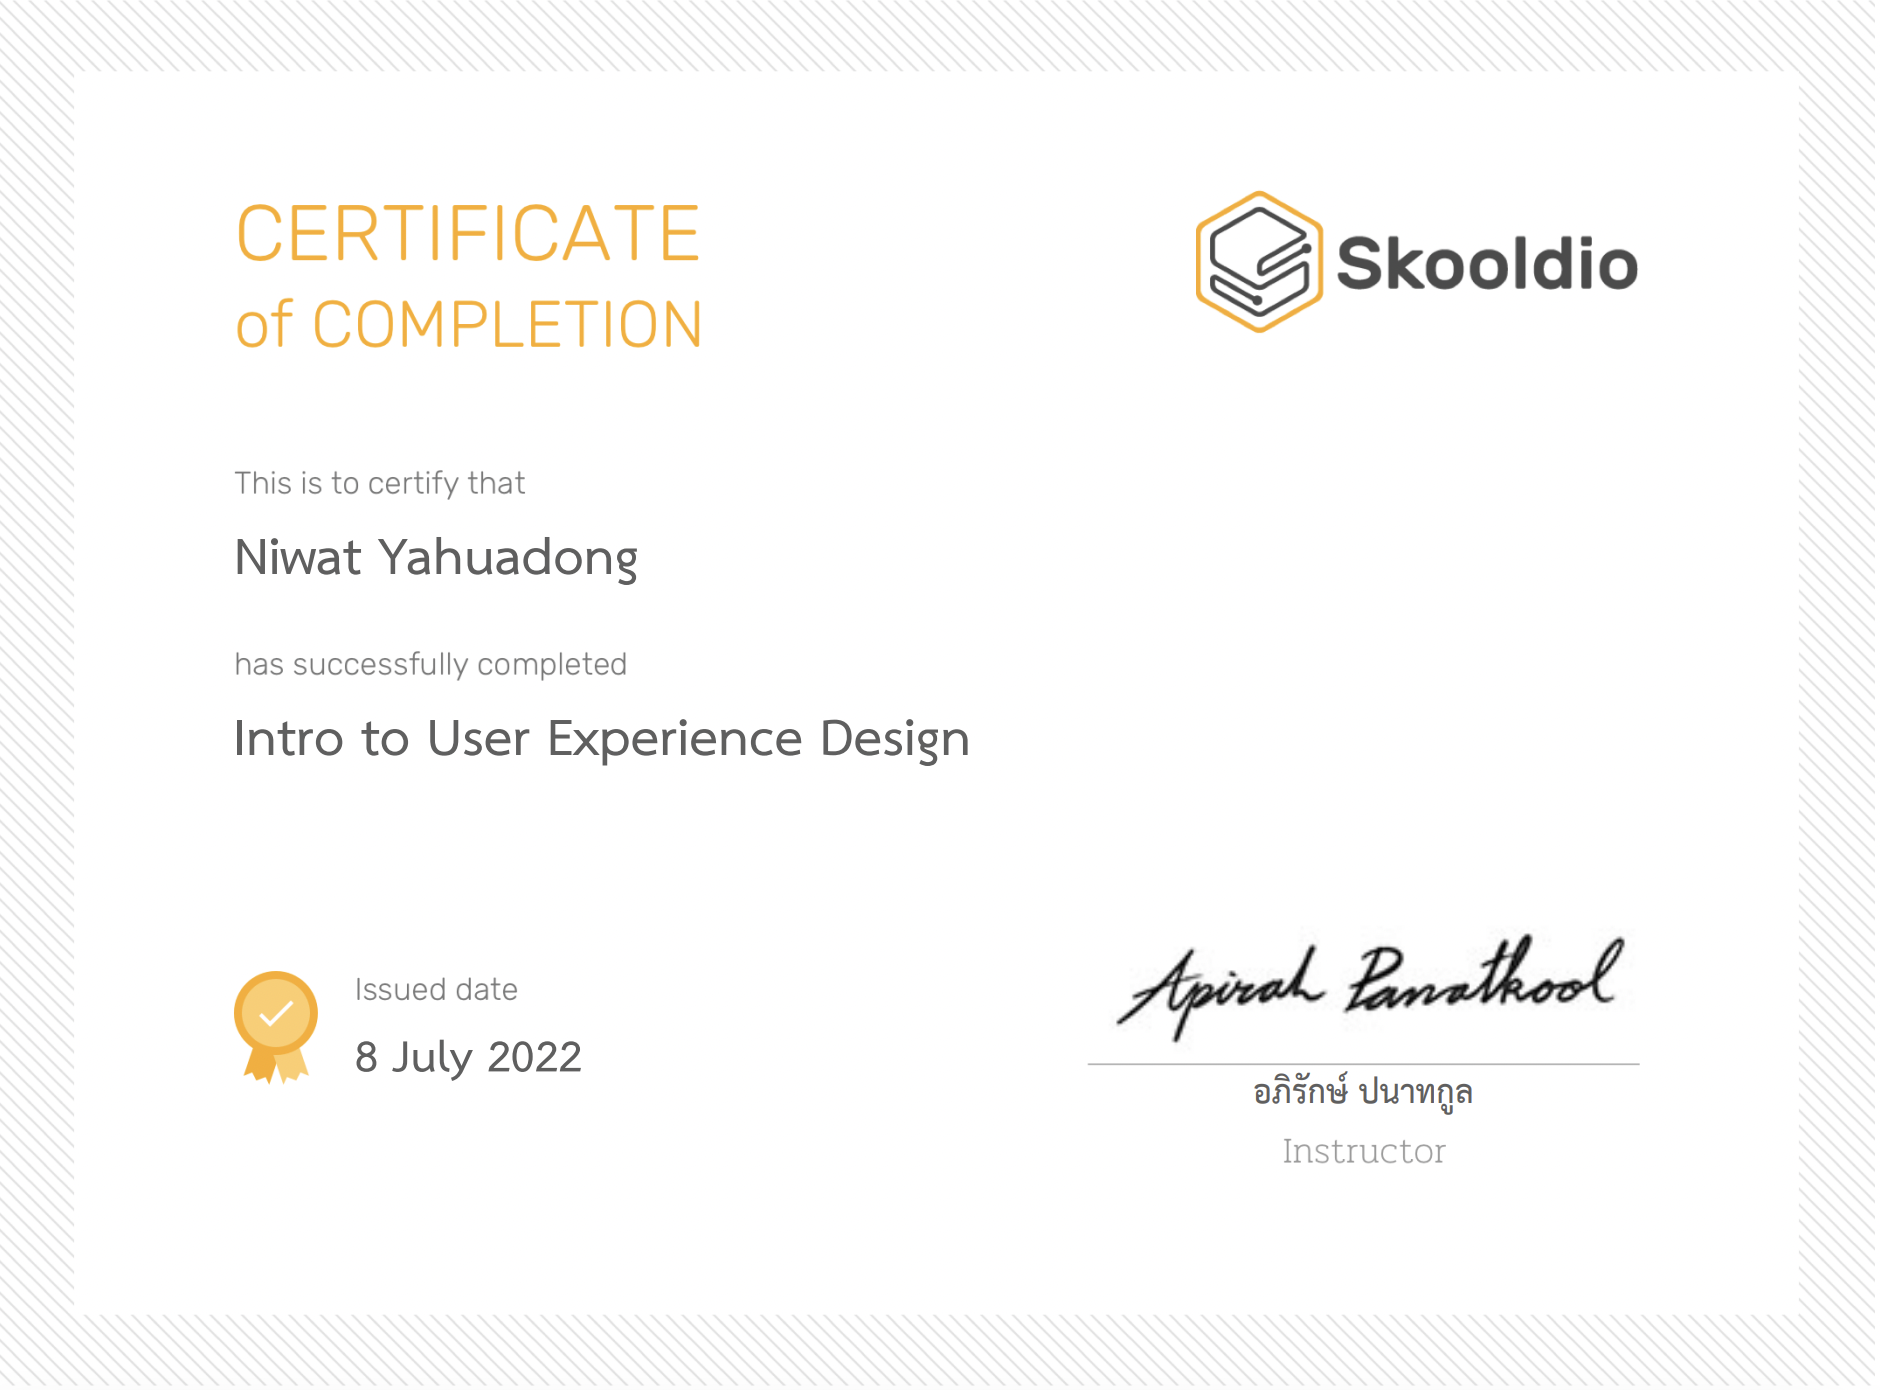 CERTIFICATE
of COMPLETION
Skooldio
This is to certify that
Niwat Yahuadong
has successfully completed
Intro to User Experience Design
Issued date
8 July 2022
Apirak Panatkool
อภิรักษ์ ปนาทกูล
Instructor